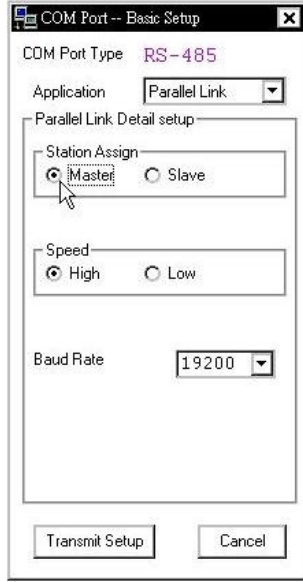 COM Port -- Basic Setup
COM Port Type RS-485
Application Parallel Link
Parallel Link Detail setup
Station Assign
Master Slave
Speed
High Low
Baud Rate 19200
Transmit Setup Cancel